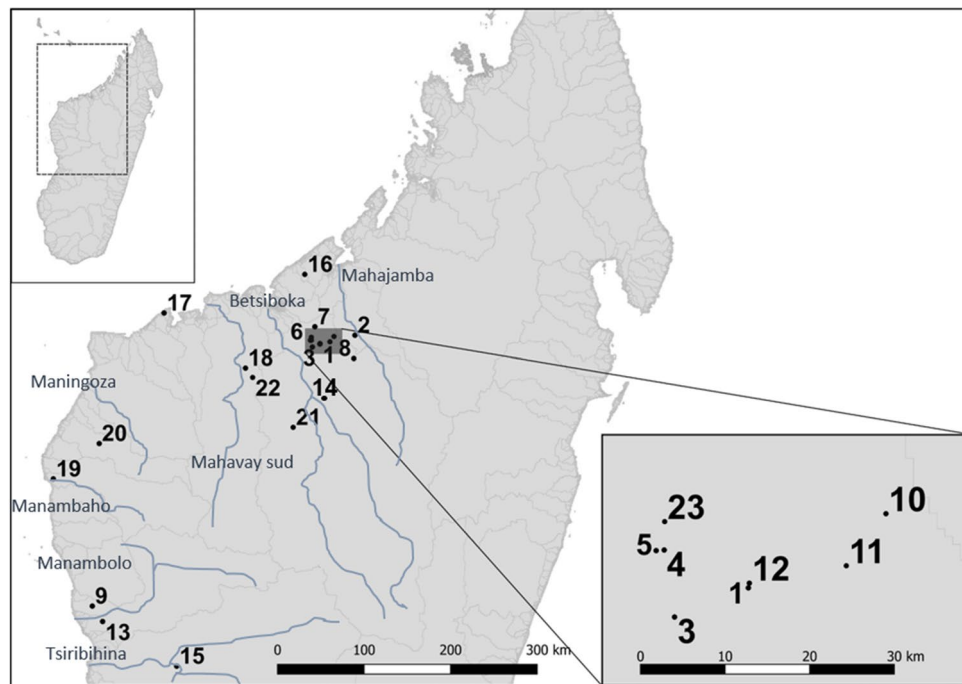 16
Mahajamba
Betsiboka
17
7
6
2
3
1
8
18
22
14
Maningoza
21
20
Mahavay sud
19
Manambaho
Manambolo
9
13
Tsiribihina
15
0 100 200 300 km
23
10
5
4
11
12
1
3
0 10 20 30 km